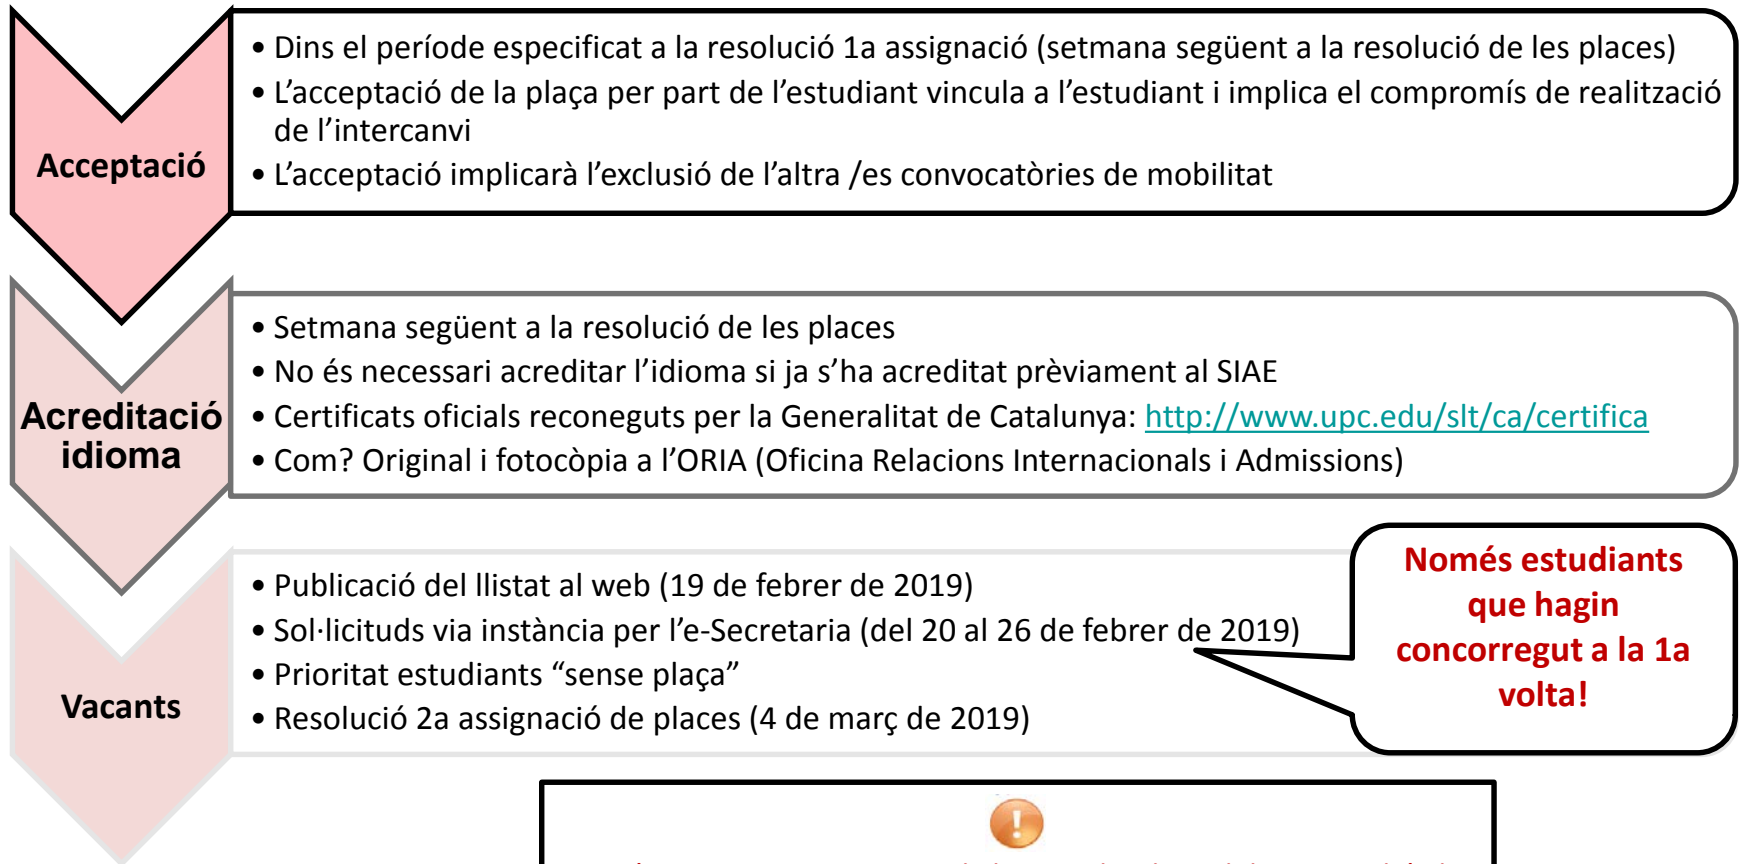 Acceptació
• Dins el període especificat a la resolució 1a assignació (setmana següent a la resolució de les places)
• L’acceptació de la plaça per part de l’estudiant vincula a l’estudiant i implica el compromís de realització
de l’intercanvi
• L’acceptació implicarà l’exclusió de l’altra /es convocatòries de mobilitat
Acreditació
idioma
• Setmana següent a la resolució de les places
• No és necessari acreditar l’idioma si ja s’ha acreditat prèviament al SIAE
• Certificats oficials reconeguts per la Generalitat de Catalunya: http://www.upc.edu/slt/ca/certifica
• Com? Original i fotocòpia a l’ORIA (Oficina Relacions Internacionals i Admissions)
Vacants
• Publicació del llistat al web (19 de febrer de 2019)
• Sol·licituds via instància per l’e-Secretaria (del 20 al 26 de febrer de 2019)
• Prioritat estudiants “sense plaça”
• Resolució 2a assignació de places (4 de març de 2019)
Només estudiants
que hagin
concorregut a la 1a
volta!